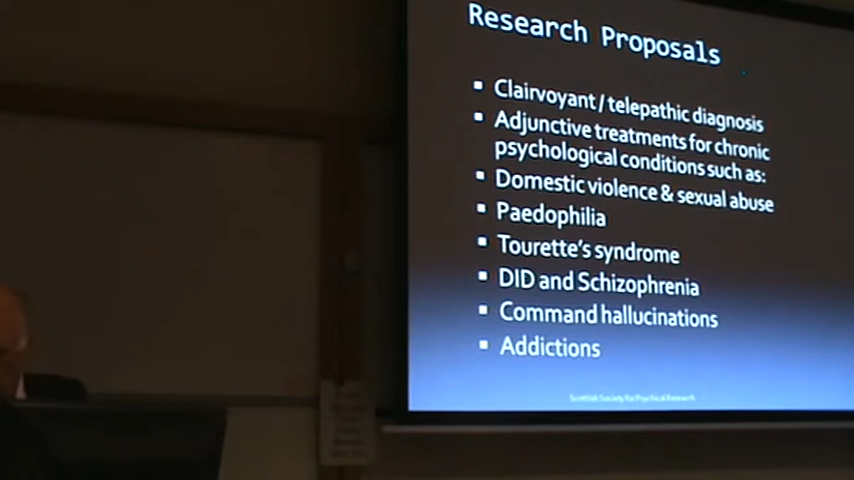 Research Proposals
▪ Clairvoyant / telepathic diagnosis
▪ Adjunctive treatments for chronic
psychological conditions such as:
▪ Domestic violence & sexual abuse
▪ Paedophilia
▪ Tourette's syndrome
▪ DID and Schizophrenia
▪ Command hallucinations
▪ Addictions
Scottish Society for Psychical Research